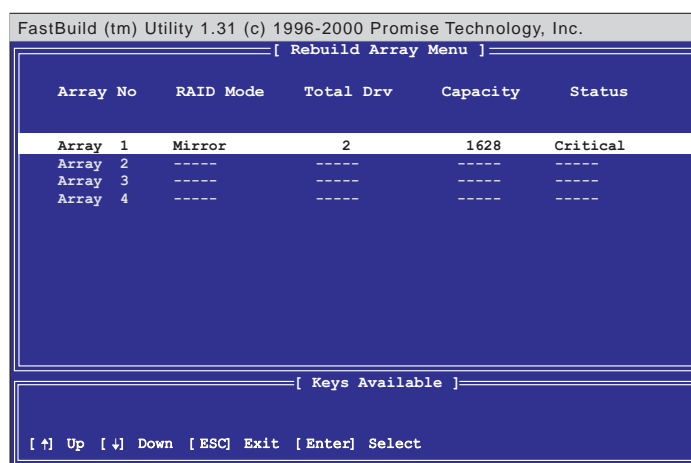 FastBuild (tm) Utility 1.31 (c) 1996-2000 Promise Technology, Inc.
[ Rebuild Array Menu ]
Array No RAID Mode Total Drv Capacity Status
Array 1 Mirror 2 1628 Critical
Array 2 ----- ----- ----- -----
Array 3 ----- ----- ----- -----
Array 4 ----- ----- ----- -----
[ Keys Available ]
[↑] Up [↓] Down [ESC] Exit [Enter] Select